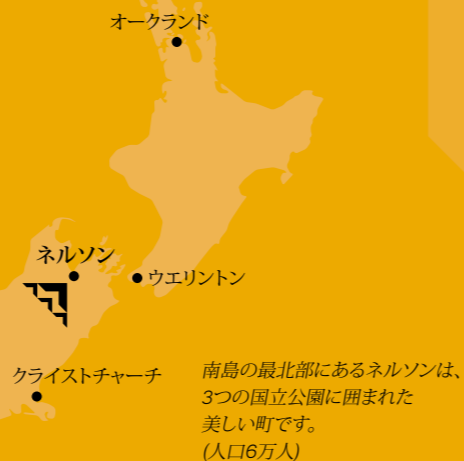 オークランド
ネルソン
ウエリントン
クライストチャーチ
南島の最北部にあるネルソンは、
3つの国立公園に囲まれた
美しい町です。
(人口6万人)